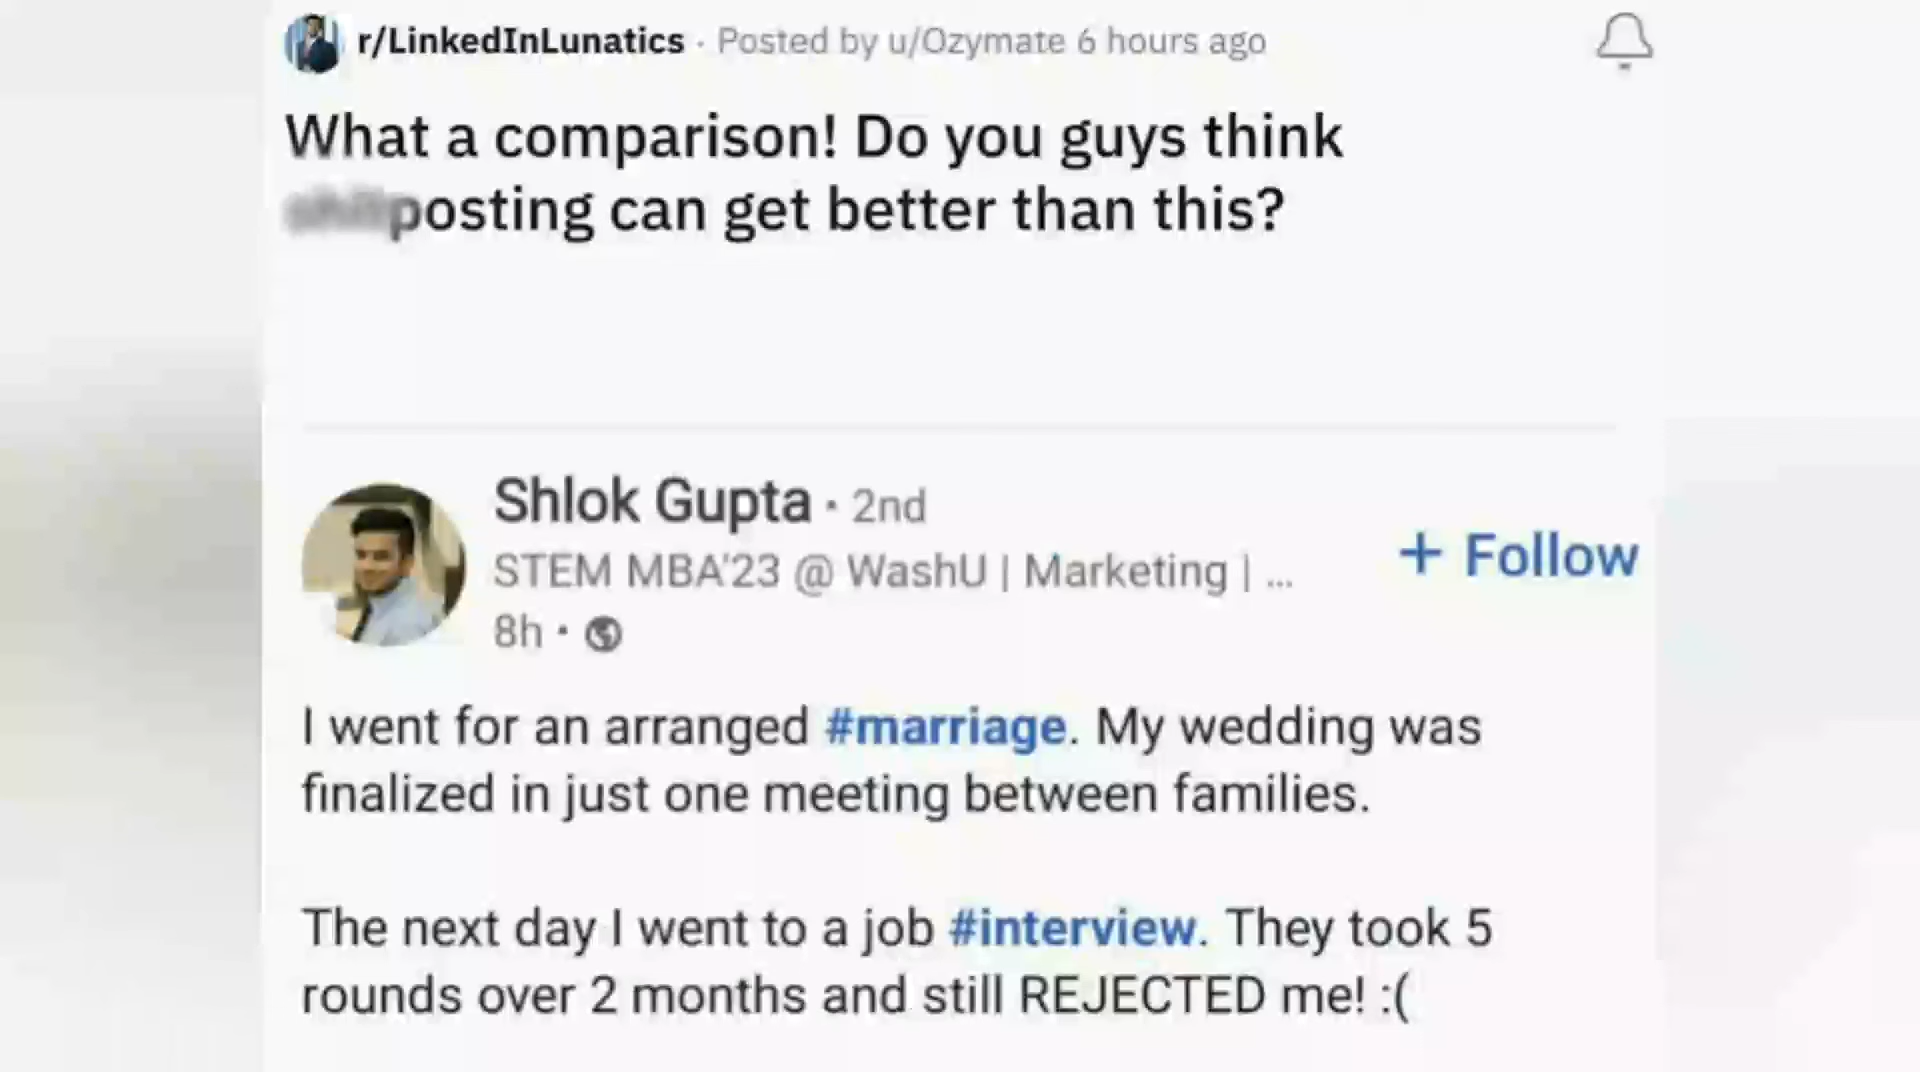 r/LinkedInLunatics · Posted by u/Ozymate 6 hours ago
What a comparison! Do you guys think
posting can get better than this?
Shlok Gupta · 2nd
STEM MBA'23 @ WashU | Marketing | ...
+ Follow
8h ·
I went for an arranged #marriage. My wedding was
finalized in just one meeting between families.
The next day I went to a job #interview. They took 5
rounds over 2 months and still REJECTED me! :(